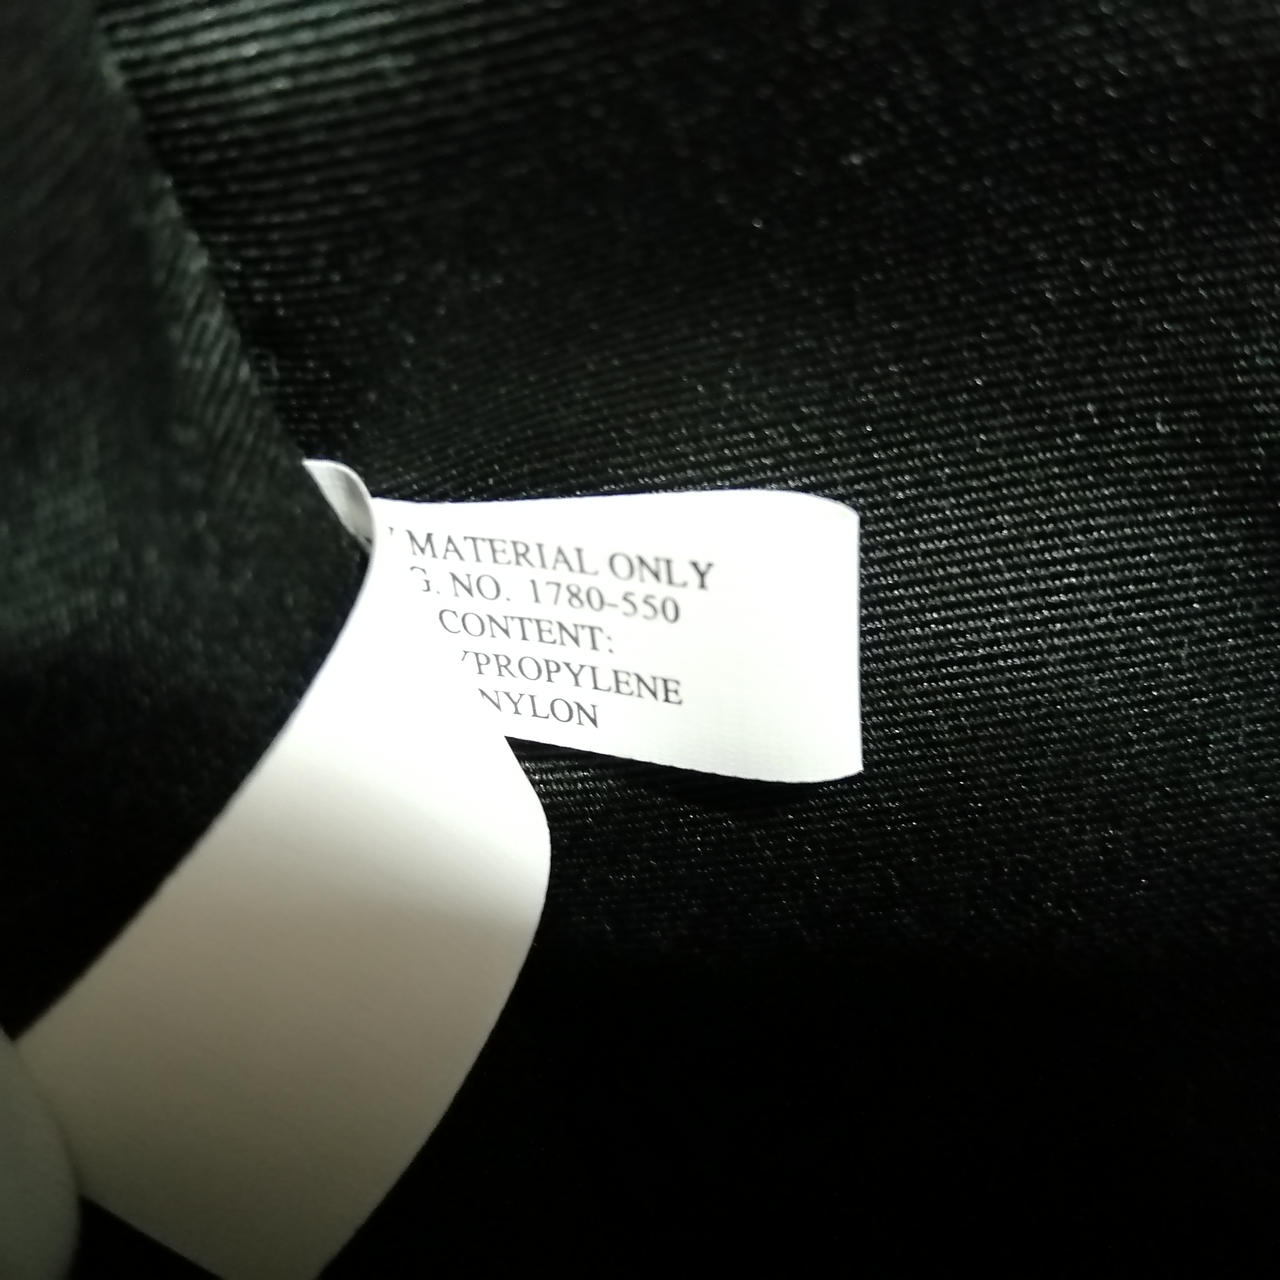 MATERIAL ONLY
G. NO. 1780-550
CONTENT:
YPROPYLENE
NYLON